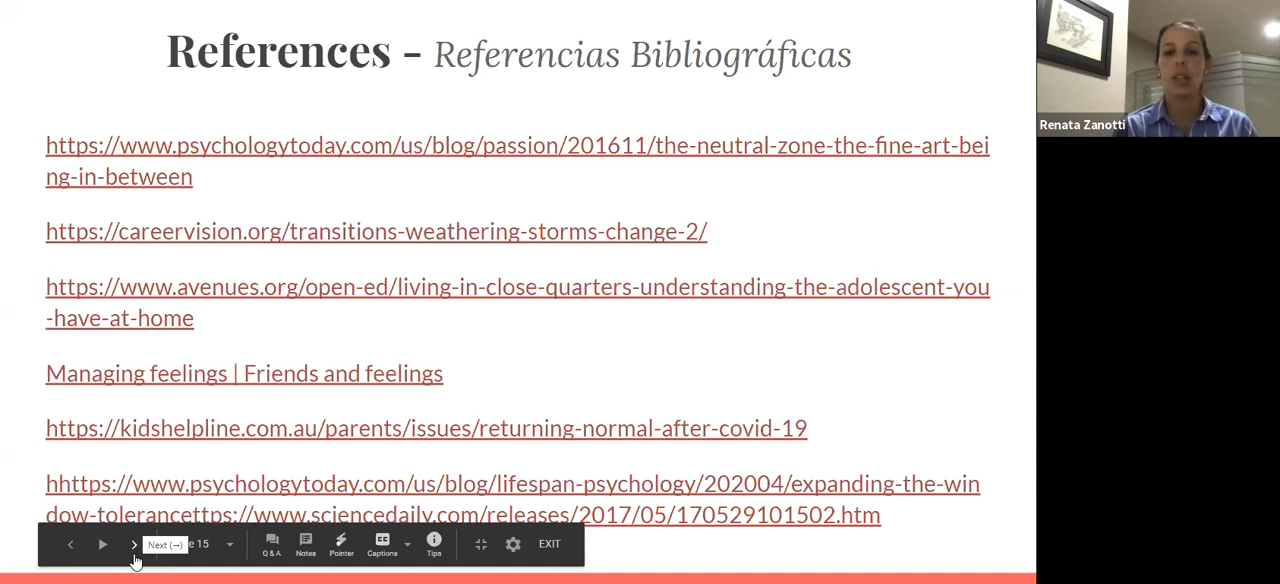 References - Referencias Bibliográficas
https://www.psychologytoday.com/us/blog/passion/201611/the-neutral-zone-the-fine-art-bei
ng-in-between
https://careervision.org/transitions-weathering-storms-change-2/
https://www.avenues.org/open-ed/living-in-close-quarters-understanding-the-adolescent-you
-have-at-home
Managing feelings | Friends and feelings
https://kidshelpline.com.au/parents/issues/returning-normal-after-covid-19
hhttps://www.psychologytoday.com/us/blog/lifespan-psychology/202004/expanding-the-win
dow-tolerancettps://www.sciencedaily.com/releases/2017/05/170529101502.htm
Next (→) 15 Q & A Notes Pointer Captions Tips EXIT
Renata Zanotti